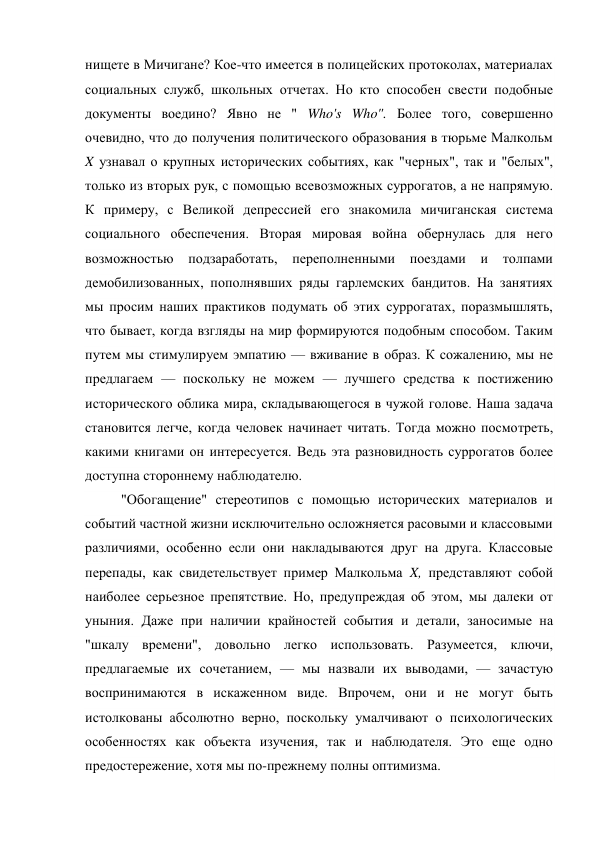 нищете в Мичигане? Кое-что имеется в полицейских протоколах, материалах
социальных служб, школьных отчетах. Но кто способен свести подобные
документы воедино? Явно не " Who's Who". Более того, совершенно
очевидно, что до получения политического образования в тюрьме Малкольм
X узнавал о крупных исторических событиях, как "черных", так и "белых",
только из вторых рук, с помощью всевозможных суррогатов, а не напрямую.
К примеру, с Великой депрессией его знакомила мичиганская система
социального обеспечения. Вторая мировая война обернулась для него
возможностью подзаработать, переполненными поездами и толпами
демобилизованных, пополнявших ряды гарлемских бандитов. На занятиях
мы просим наших практиков подумать об этих суррогатах, поразмышлять,
что бывает, когда взгляды на мир формируются подобным способом. Таким
путем мы стимулируем эмпатию — вживание в образ. К сожалению, мы не
предлагаем — поскольку не можем — лучшего средства к постижению
исторического облика мира, складывающегося в чужой голове. Наша задача
становится легче, когда человек начинает читать. Тогда можно посмотреть,
какими книгами он интересуется. Ведь эта разновидность суррогатов более
доступна стороннему наблюдателю.
"Обогащение" стереотипов с помощью исторических материалов и
событий частной жизни исключительно осложняется расовыми и классовыми
различиями, особенно если они накладываются друг на друга. Классовые
перепады, как свидетельствует пример Малкольма X, представляют собой
наиболее серьезное препятствие. Но, предупреждая об этом, мы далеки от
уныния. Даже при наличии крайностей события и детали, заносимые на
"шкалу времени", довольно легко использовать. Разумеется, ключи,
предлагаемые их сочетанием, — мы назвали их выводами, — зачастую
воспринимаются в искаженном виде. Впрочем, они и не могут быть
истолкованы абсолютно верно, поскольку умалчивают о психологических
особенностях как объекта изучения, так и наблюдателя. Это еще одно
предостережение, хотя мы по-прежнему полны оптимизма.